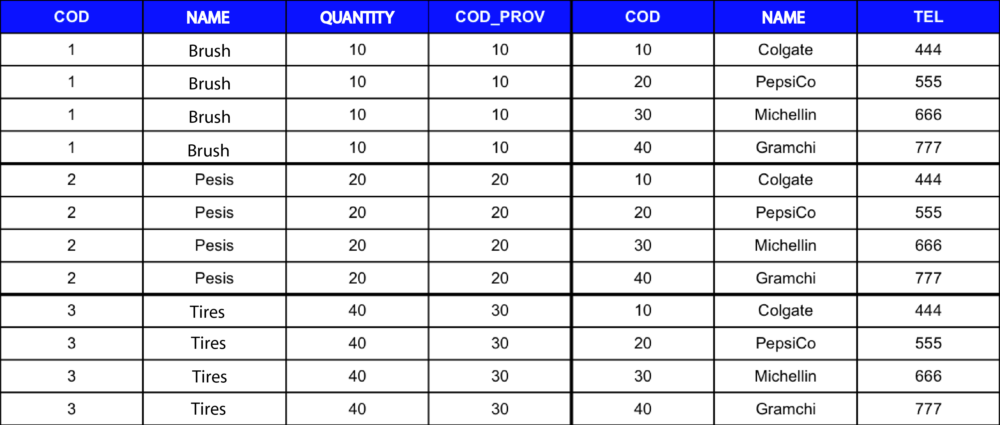 COD NAME QUANTITY COD_PROV COD NAME TEL
1 Brush 10 10 10 Colgate 444
1 Brush 10 10 20 PepsiCo 555
1 Brush 10 10 30 Michellin 666
1 Brush 10 10 40 Gramchi 777
2 Pesis 20 20 10 Colgate 444
2 Pesis 20 20 20 PepsiCo 555
2 Pesis 20 20 30 Michellin 666
2 Pesis 20 20 40 Gramchi 777
3 Tires 40 30 10 Colgate 444
3 Tires 40 30 20 PepsiCo 555
3 Tires 40 30 30 Michellin 666
3 Tires 40 30 40 Gramchi 777